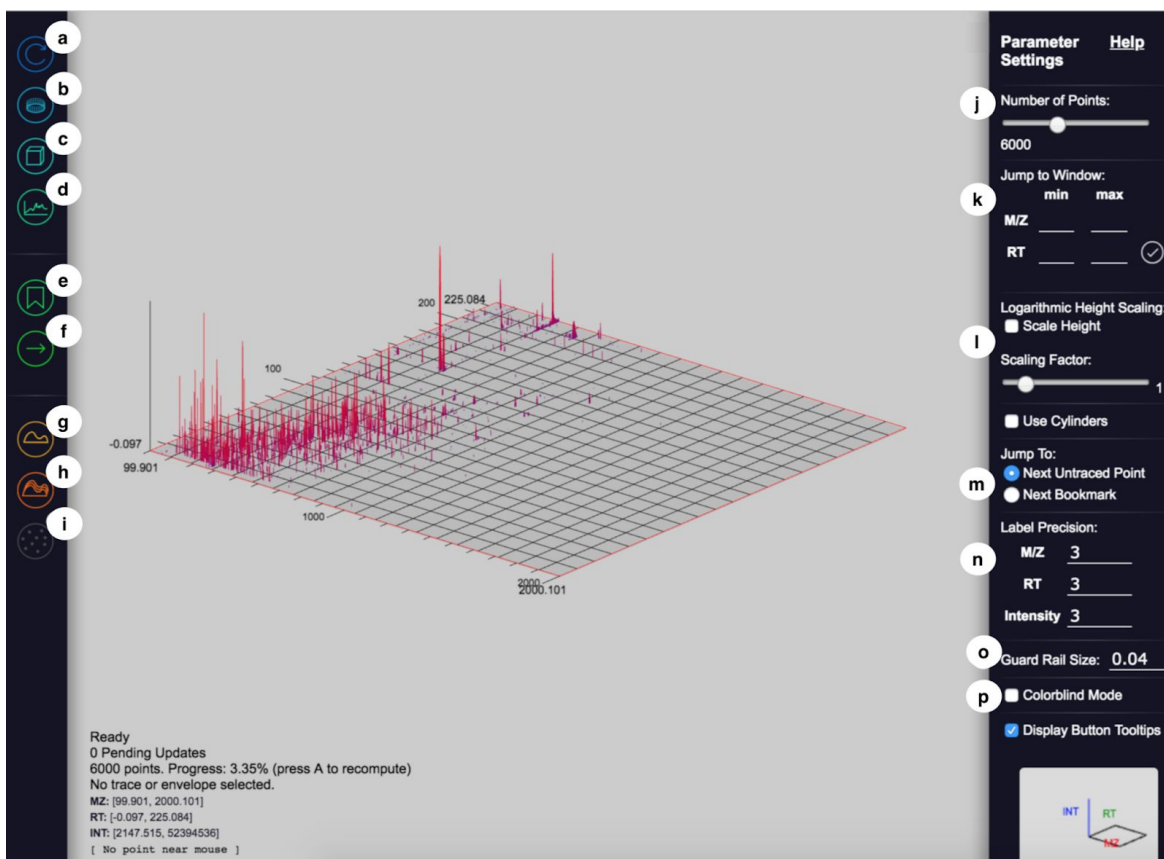 a
b
c
d
e
f
g
h
i
200
225.084
100
-0.097
99.901
1000
2000
2000.101
Ready
0 Pending Updates
6000 points. Progress: 3.35% (press A to recompute)
No trace or envelope selected.
MZ: [99.901, 2000.101]
RT: [-0.097, 225.084]
INT: [2147.515, 52394536]
[ No point near mouse ]
Parameter Settings Help
j
Number of Points:
6000
Jump to Window:
min max
k
M/Z
RT
Logarithmic Height Scaling:
Scale Height
l
Scaling Factor:
1
Use Cylinders
Jump To:
Next Untraced Point
m
Next Bookmark
Label Precision:
M/Z 3
n
RT 3
Intensity 3
o
Guard Rail Size: 0.04
p
Colorblind Mode
Display Button Tooltips
INT RT
MZ